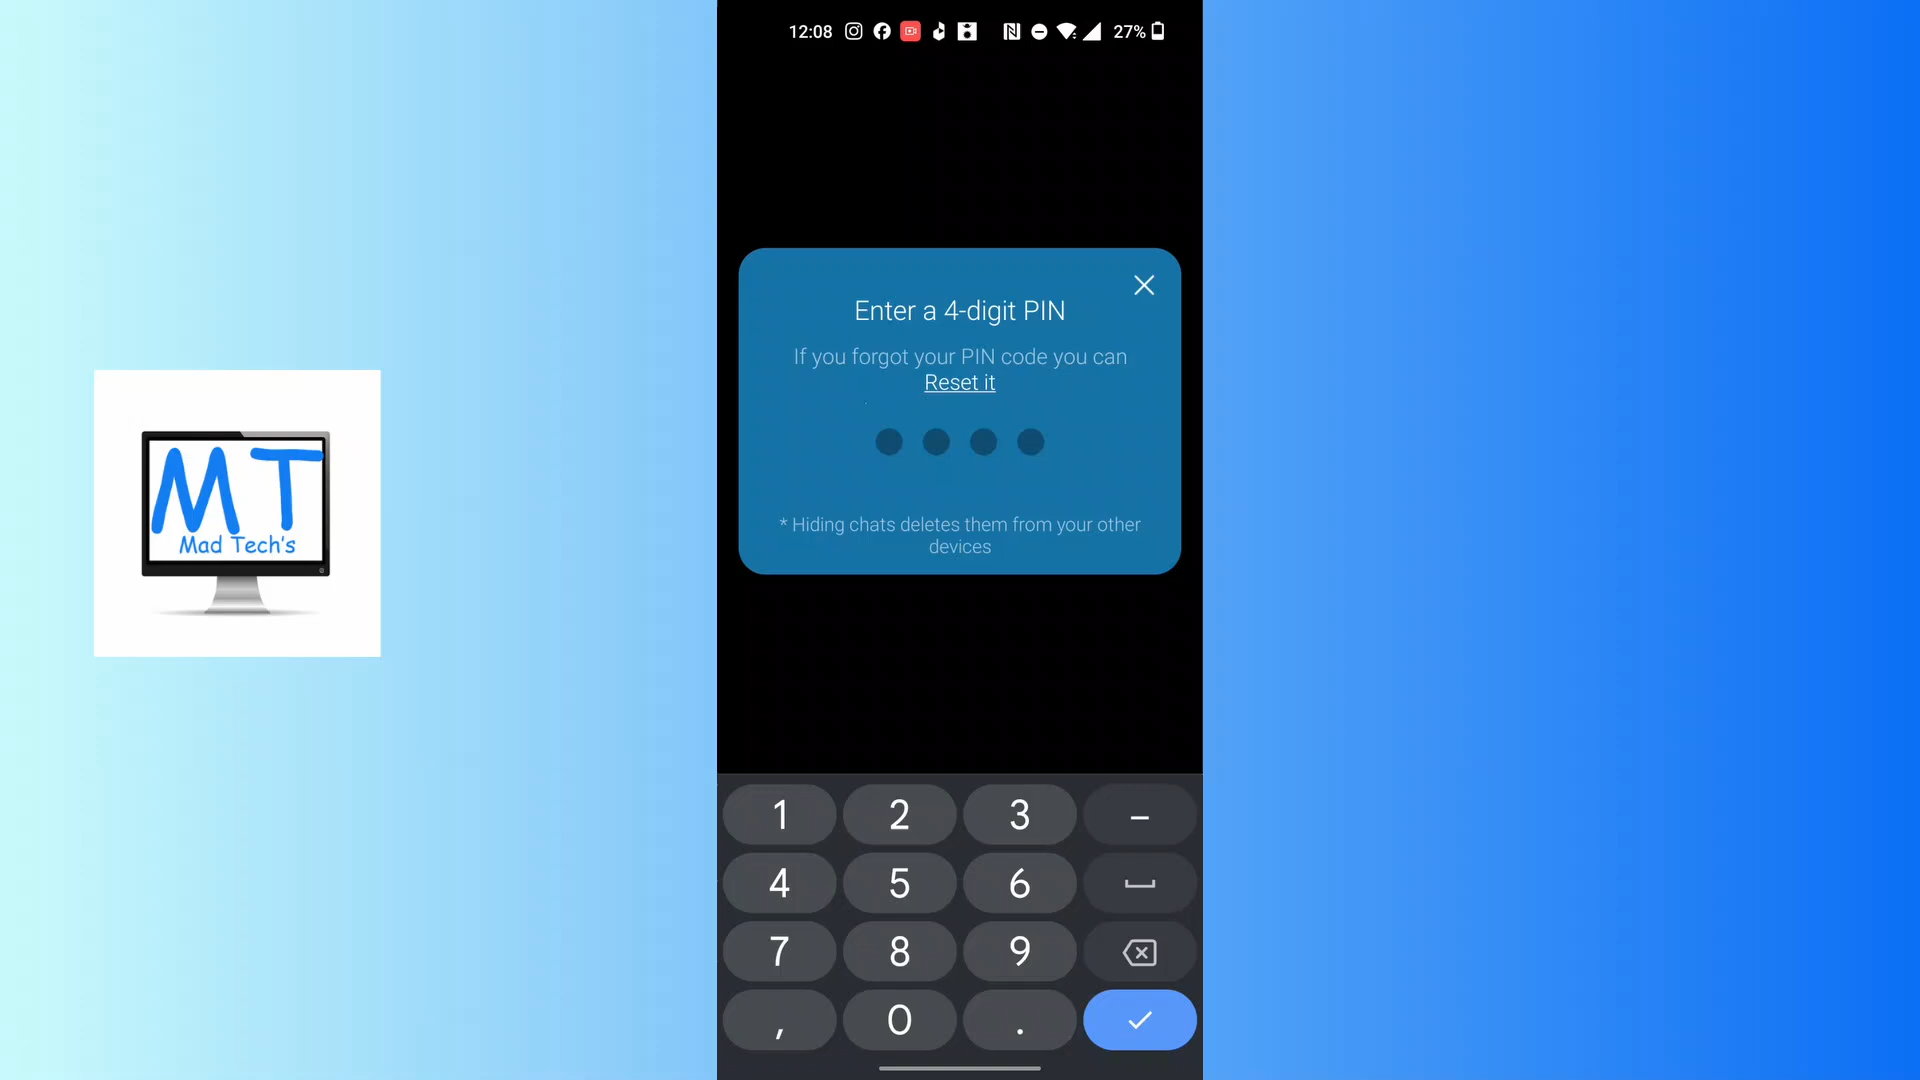 12:08
27%
Enter a 4-digit PIN
If you forgot your PIN code you can
Reset it
* Hiding chats deletes them from your other
devices
MT
Mad Tech's
1 2 3 –
4 5 6
7 8 9
, 0 .